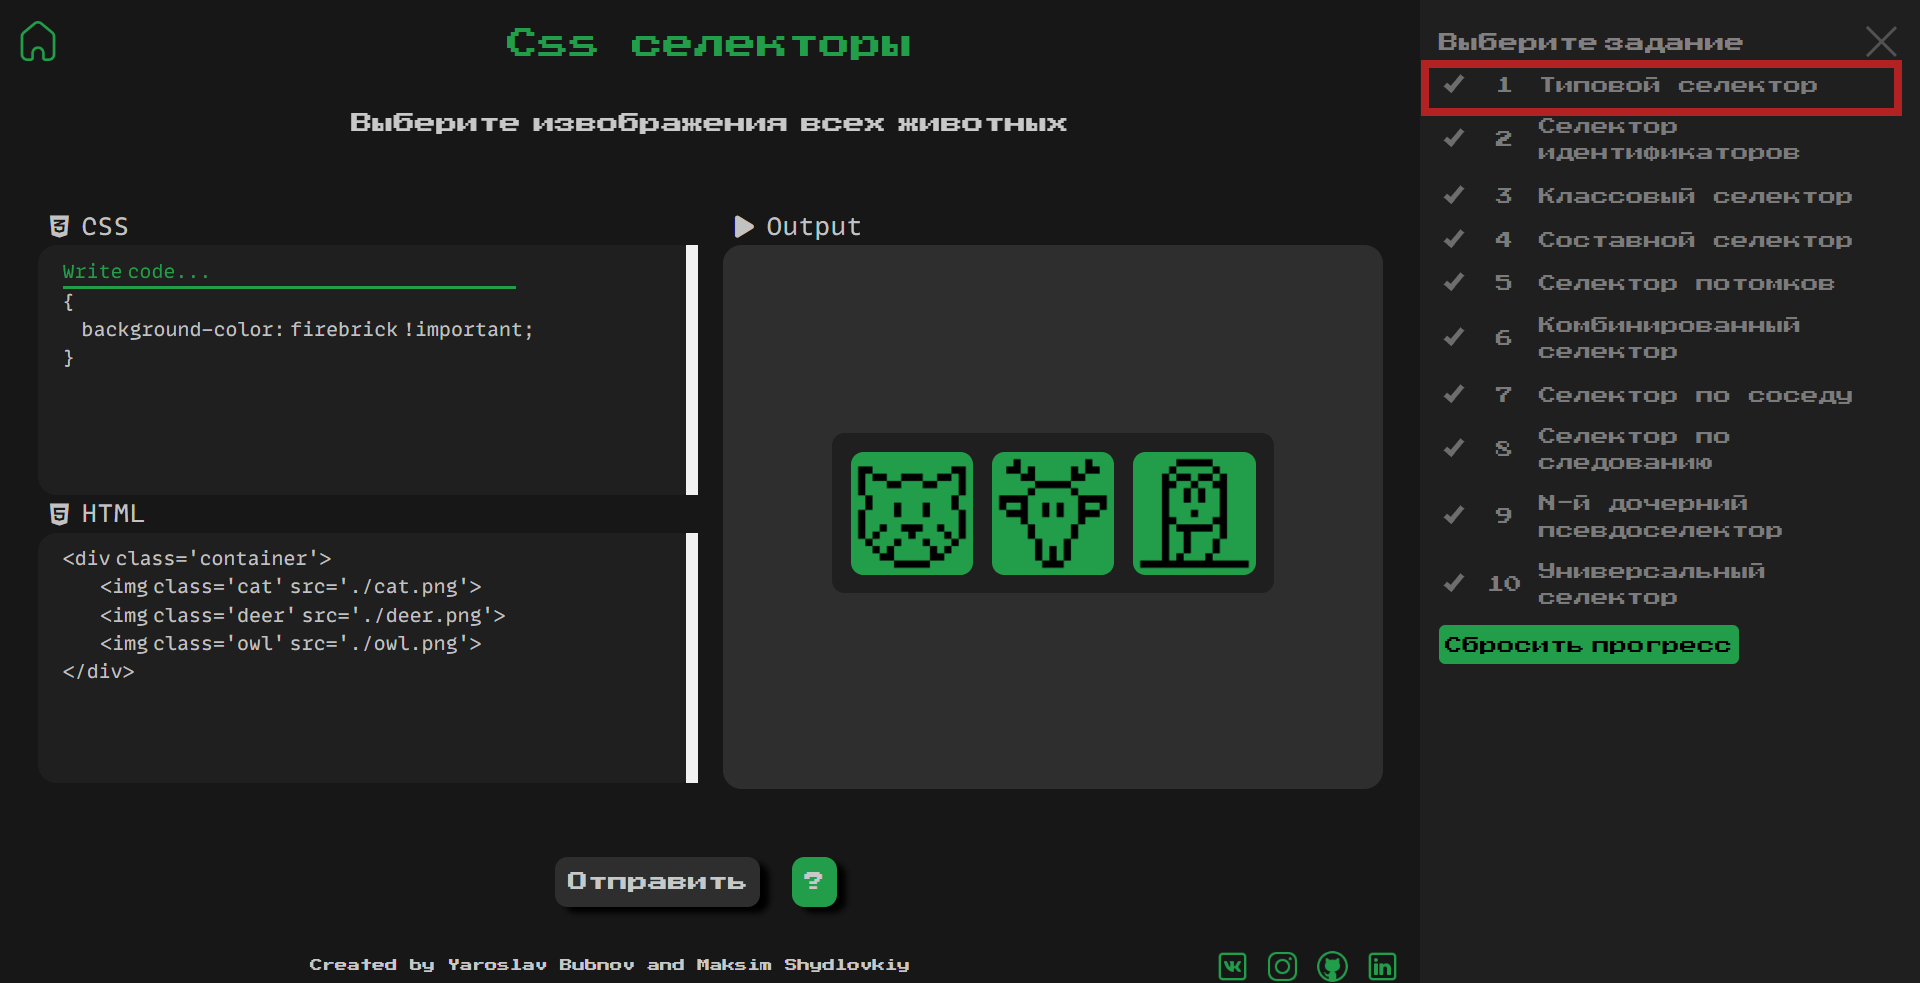 Css селекторы
Выберите извображения всех животных
CSS
Write code...
{
background-color: firebrick !important;
}
HTML
<div class='container'>
<img class='cat' src='./cat.png'>
<img class='deer' src='./deer.png'>
<img class='owl' src='./owl.png'>
</div>
Output
Отправить
?
Created by Yaroslav Bubnov and Maksim Shydlovkiy
Выберите задание
1 Типовой селектор
2 Селектор
идентификаторов
3 Классовый селектор
4 Составной селектор
5 Селектор потомков
6 Комбинированный
селектор
7 Селектор по соседу
8 Селектор по
следованию
9 N-й дочерний
псевдоселектор
10 Универсальный
селектор
Сбросить прогресс